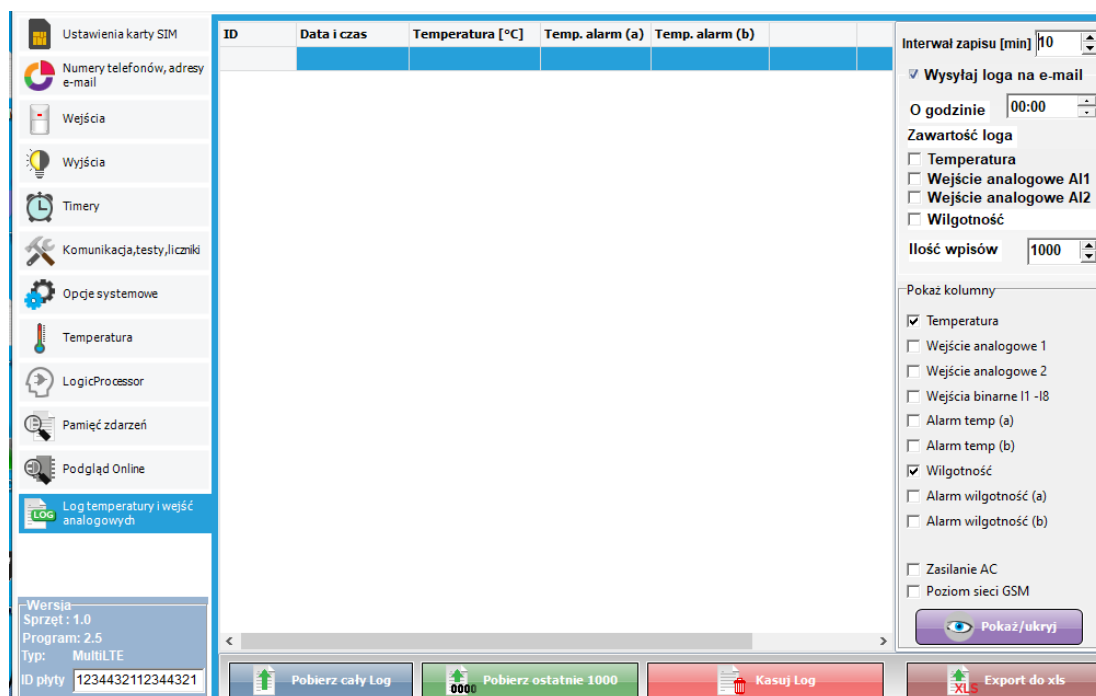 Ustawienia karty SIM
Numery telefonów, adresy
e-mail
Wejścia
Wyjścia
Timery
Komunikacja,testy,liczniki
Opcje systemowe
Temperatura
LogicProcessor
Pamięć zdarzeń
Podgląd Online
LOG
Log temperatury i wejść
analogowych
Wersja
Sprzęt : 1.0
Program: 2.5
Typ: MultiLTE
ID płyty 1234432112344321
ID Data i czas Temperatura [°C] Temp. alarm (a) Temp. alarm (b)
Pobierz cały Log
0000 Pobierz ostatnie 1000
Kasuj Log
XLS Export do xls
Interwał zapisu [min] 10
Wysyłaj loga na e-mail
O godzinie 00:00
Zawartość loga
Temperatura
Wejście analogowe AI1
Wejście analogowe AI2
Wilgotność
Ilość wpisów 1000
Pokaż kolumny
Temperatura
Wejście analogowe 1
Wejście analogowe 2
Wejścia binarne I1 -I8
Alarm temp (a)
Alarm temp (b)
Wilgotność
Alarm wilgotność (a)
Alarm wilgotność (b)
Zasilanie AC
Poziom sieci GSM
Pokaż/ukryj